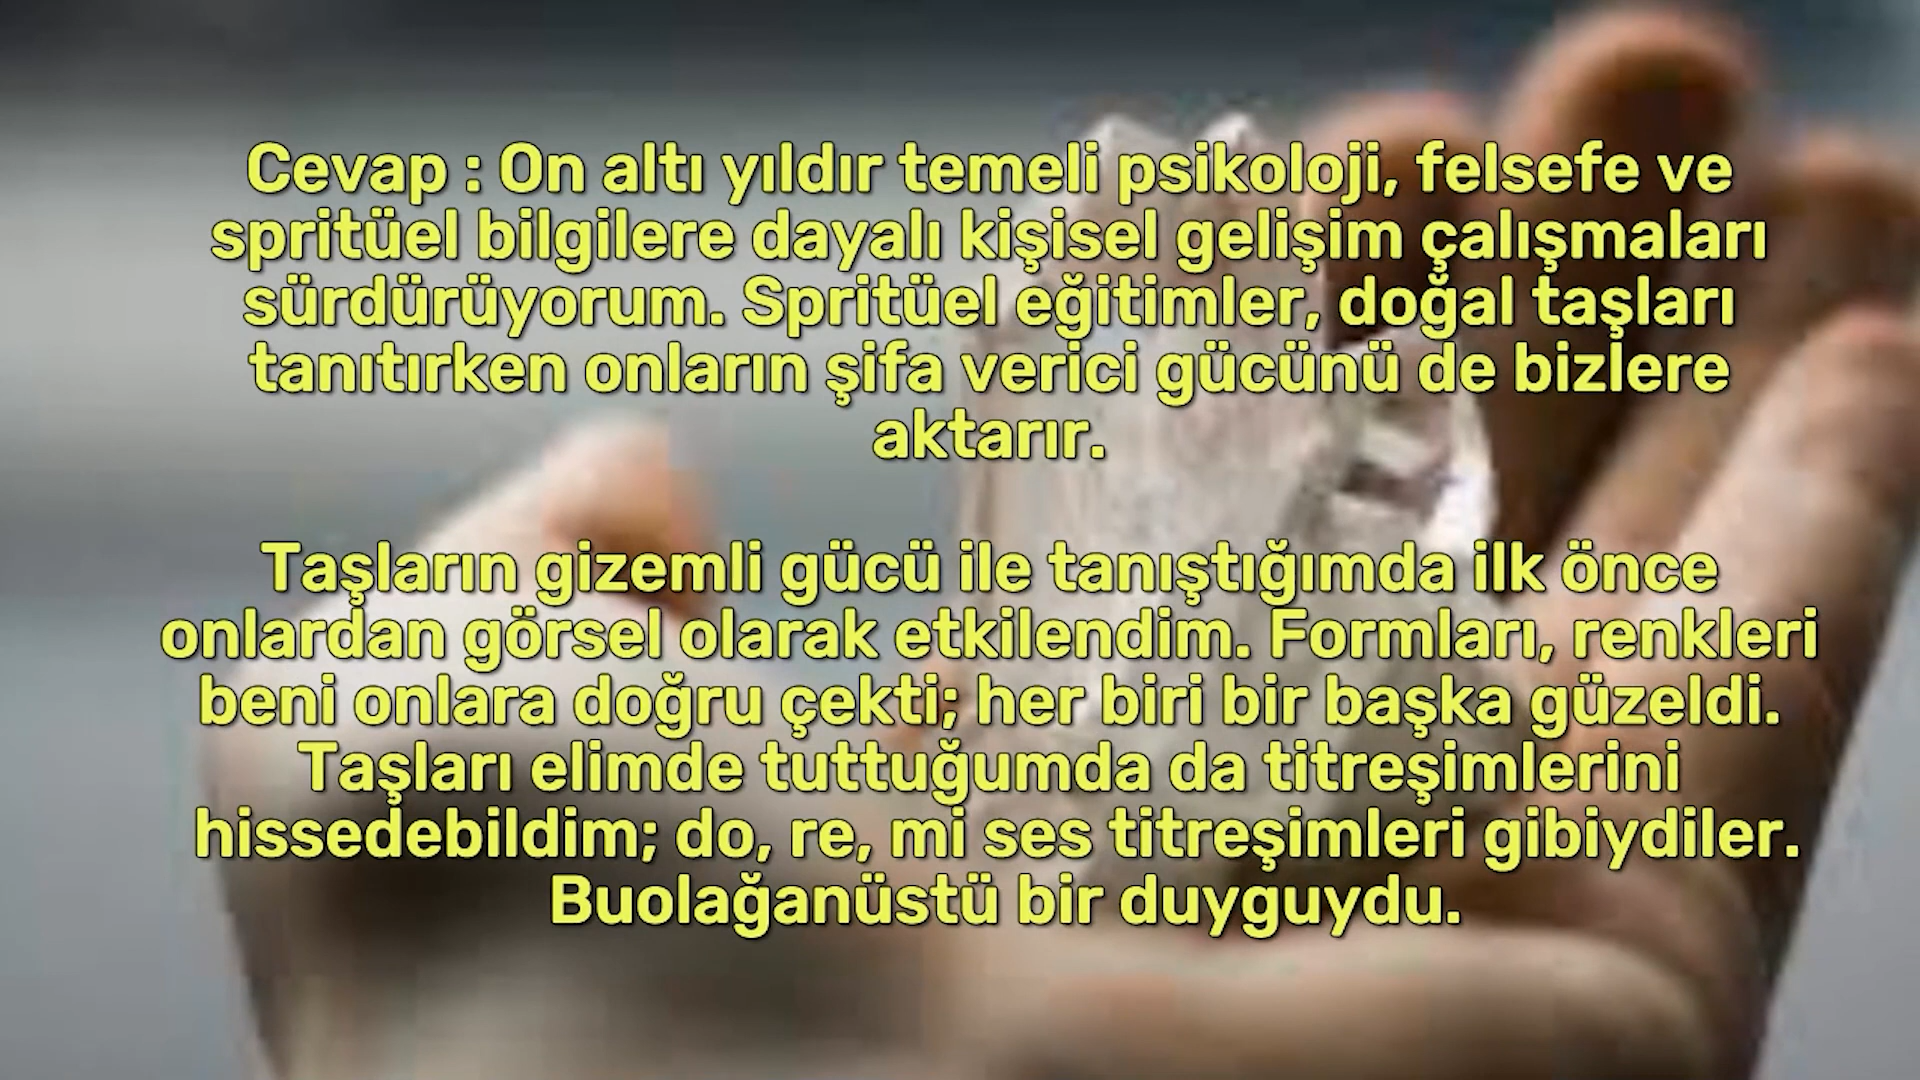 Cevap : On altı yıldır temeli psikoloji, felsefe ve
spritüel bilgilere dayalı kişisel gelişim çalışmaları
sürdürüyorum. Spritüel eğitimler, doğal taşları
tanıtırken onların şifa verici gücünü de bizlere
aktarır.
Taşların gizemli gücü ile tanıştığımda ilk önce
onlardan görsel olarak etkilendim. Formları, renkleri
beni onlara doğru çekti; her biri bir başka güzeldi.
Taşları elimde tuttuğumda da titreşimlerini
hissedebildim; do, re, mi ses titreşimleri gibiydiler.
Buolağanüstü bir duyguydu.